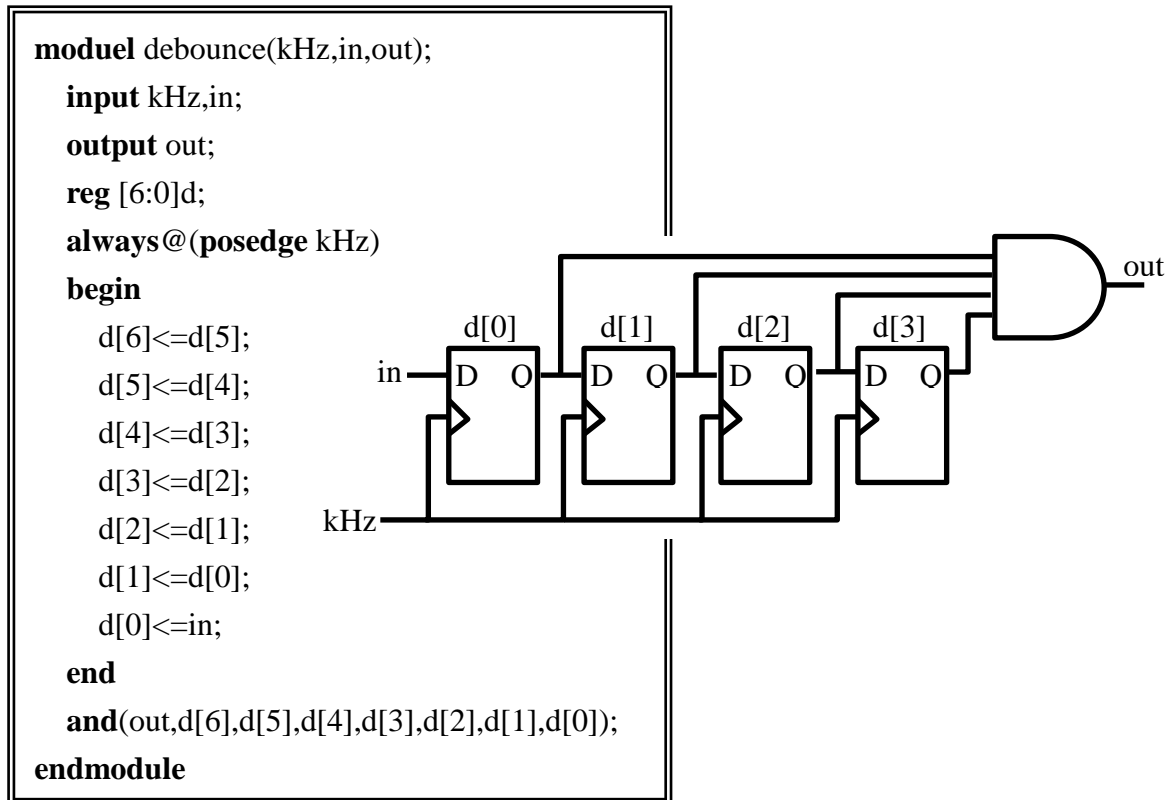 moduel debounce(kHz,in,out);
input kHz,in;
output out;
reg [6:0]d;
always@(posedge kHz)
begin
d[6]<=d[5];
d[5]<=d[4];
d[4]<=d[3];
d[3]<=d[2];
d[2]<=d[1];
d[1]<=d[0];
d[0]<=in;
end
and(out,d[6],d[5],d[4],d[3],d[2],d[1],d[0]);
endmodule
out
d[0] d[1] d[2] d[3]
in D Q D Q D Q D Q
kHz